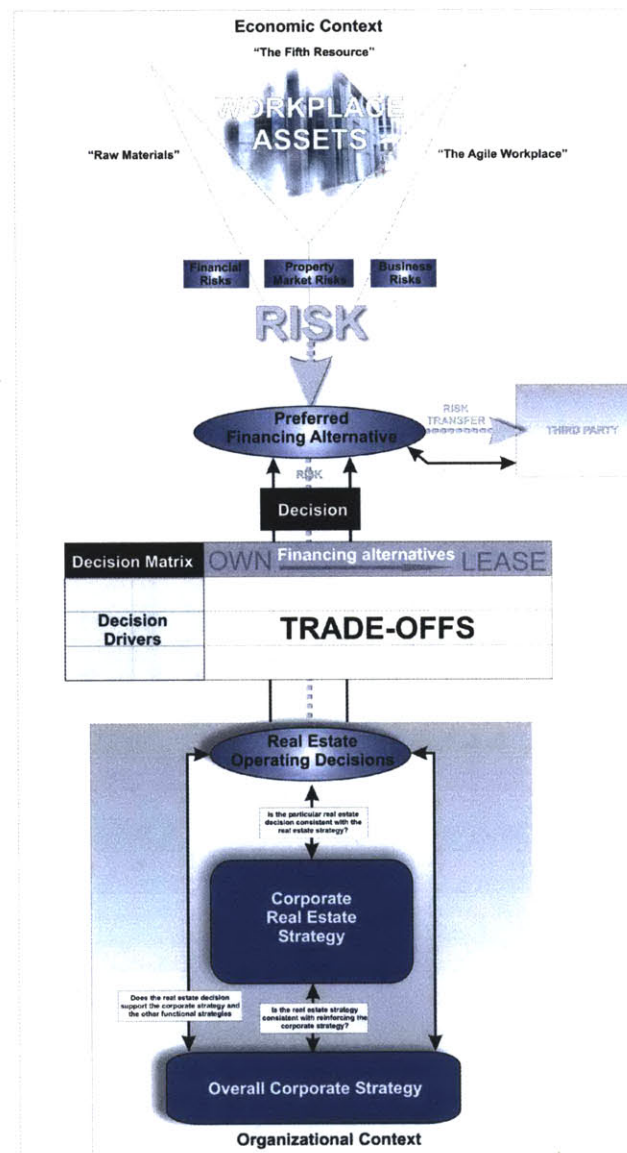 Economic Context
“The Fifth Resource”
WORKPLACE
ASSETS
“Raw Materials”
“The Agile Workplace”
Financial
Risks
Property
Market Risks
Business
Risks
RISK
Preferred
Financing Alternative
RISK
TRANSFER
THIRD PARTY
RISK
Decision
Decision Matrix
OWN
Financing alternatives
LEASE
Decision
Drivers
TRADE-OFFS
Real Estate
Operating Decisions
Is the particular real estate
decision consistent with the
real estate strategy?
Corporate
Real Estate
Strategy
Does the real estate decision
support the corporate strategy and
the other functional strategies
Is the real estate strategy
consistent with reinforcing the
corporate strategy?
Overall Corporate Strategy
Organizational Context